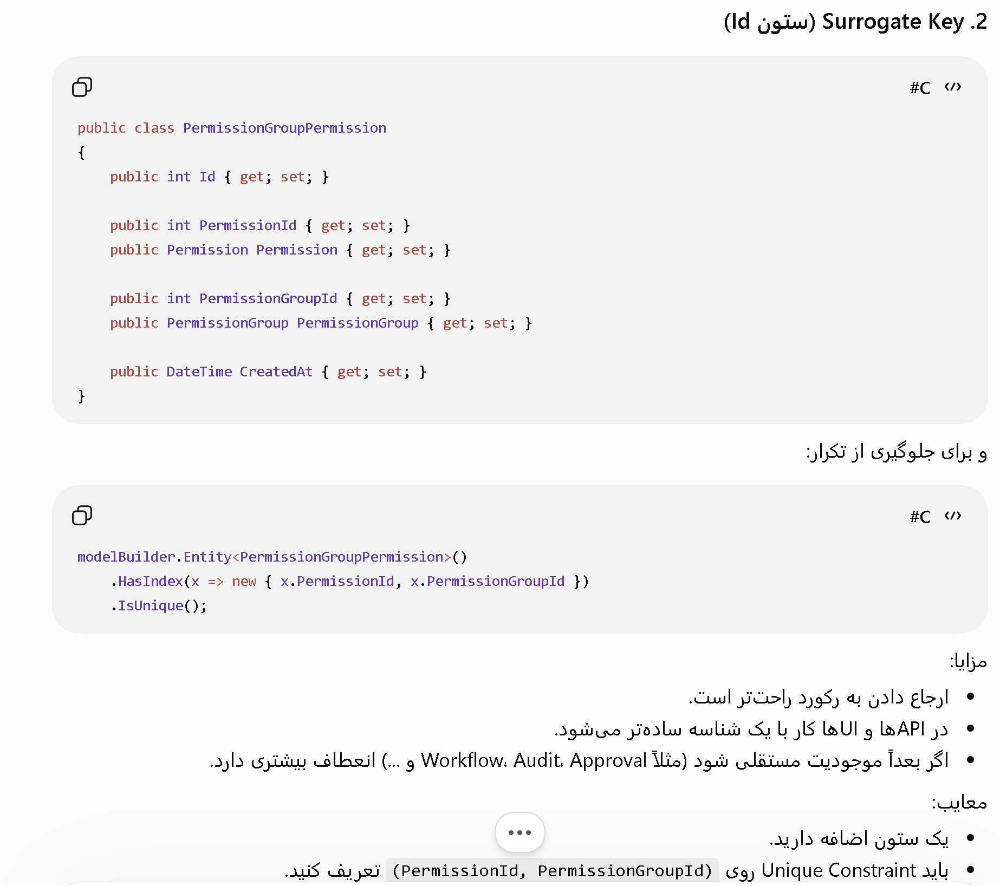 2. Surrogate Key (ستون Id)
C#
public class PermissionGroupPermission
{
    public int Id { get; set; }
    public int PermissionId { get; set; }
    public Permission Permission { get; set; }
    public int PermissionGroupId { get; set; }
    public PermissionGroup PermissionGroup { get; set; }
    public DateTime CreatedAt { get; set; }
}
و برای جلوگیری از تکرار:
C#
modelBuilder.Entity<PermissionGroupPermission>()
    .HasIndex(x => new { x.PermissionId, x.PermissionGroupId })
    .IsUnique();
مزایا:
• ارجاع دادن به رکورد راحت‌تر است.
• در APIها و UIها کار با یک شناسه ساده‌تر می‌شود.
• اگر بعداً موجودیت مستقلی شود (مثلاً Workflow، Audit، Approval و ...) انعطاف بیشتری دارد.
معایب:
• یک ستون اضافه دارید.
• باید Unique Constraint روی (PermissionId, PermissionGroupId) تعریف کنید.